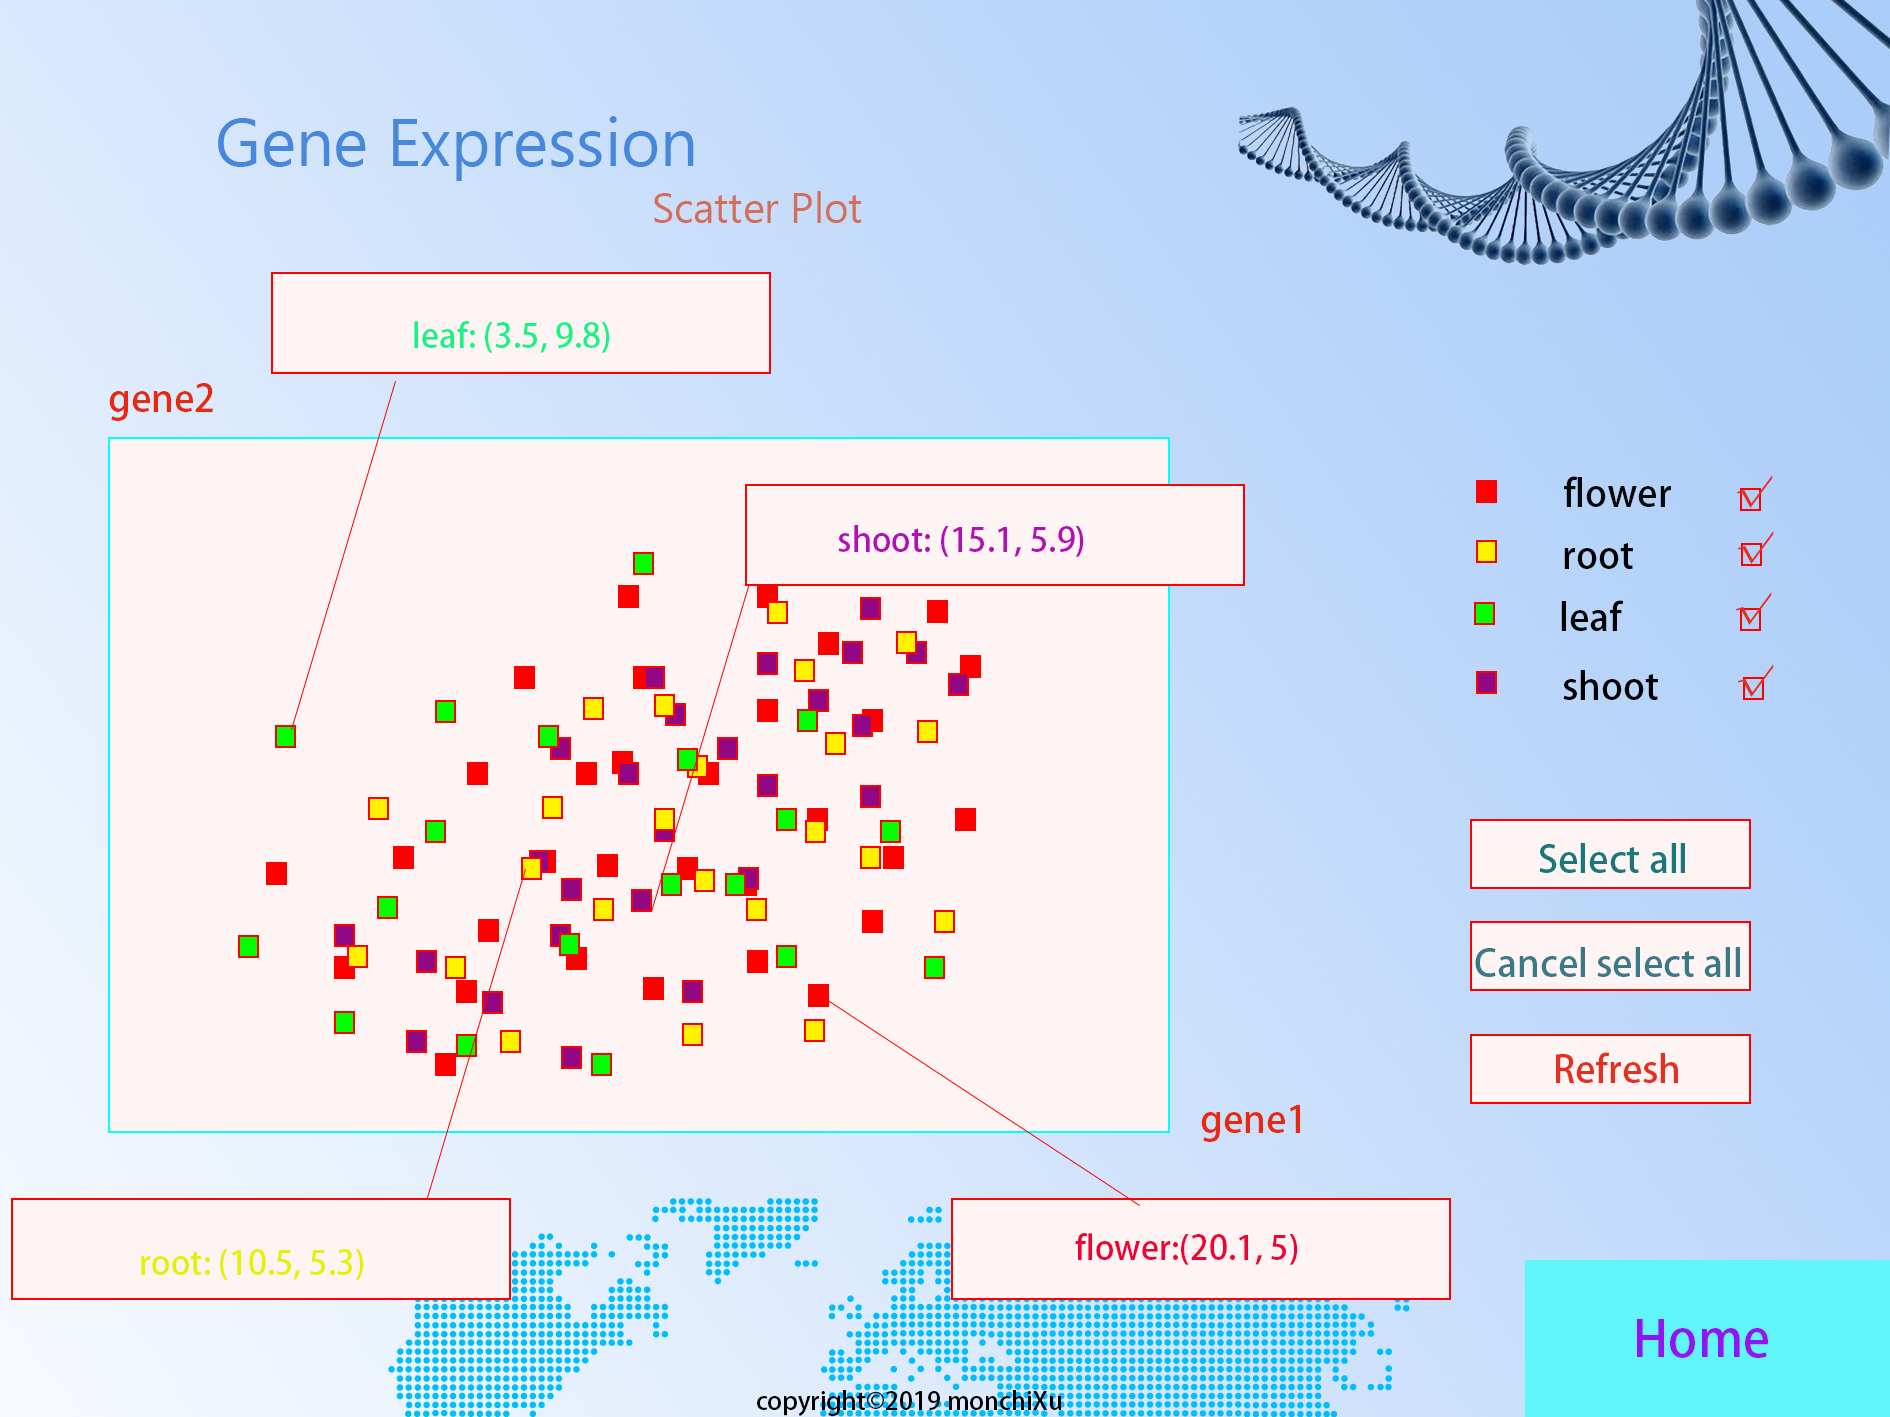 Gene Expression
Scatter Plot
leaf: (3.5, 9.8)
gene2
shoot: (15.1, 5.9)
flower
root
leaf
shoot
Select all
Cancel select all
Refresh
gene1
root: (10.5, 5.3)
flower:(20.1, 5)
Home
copyright©2019 monchiXu